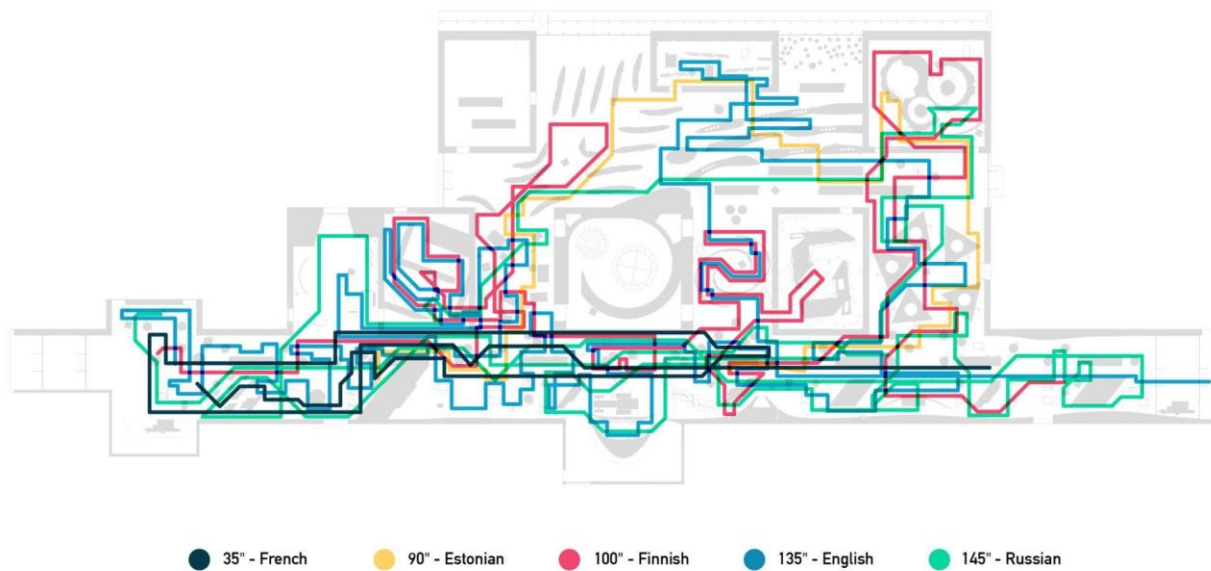 35" - French
90" - Estonian
100" - Finnish
135" - English
145" - Russian